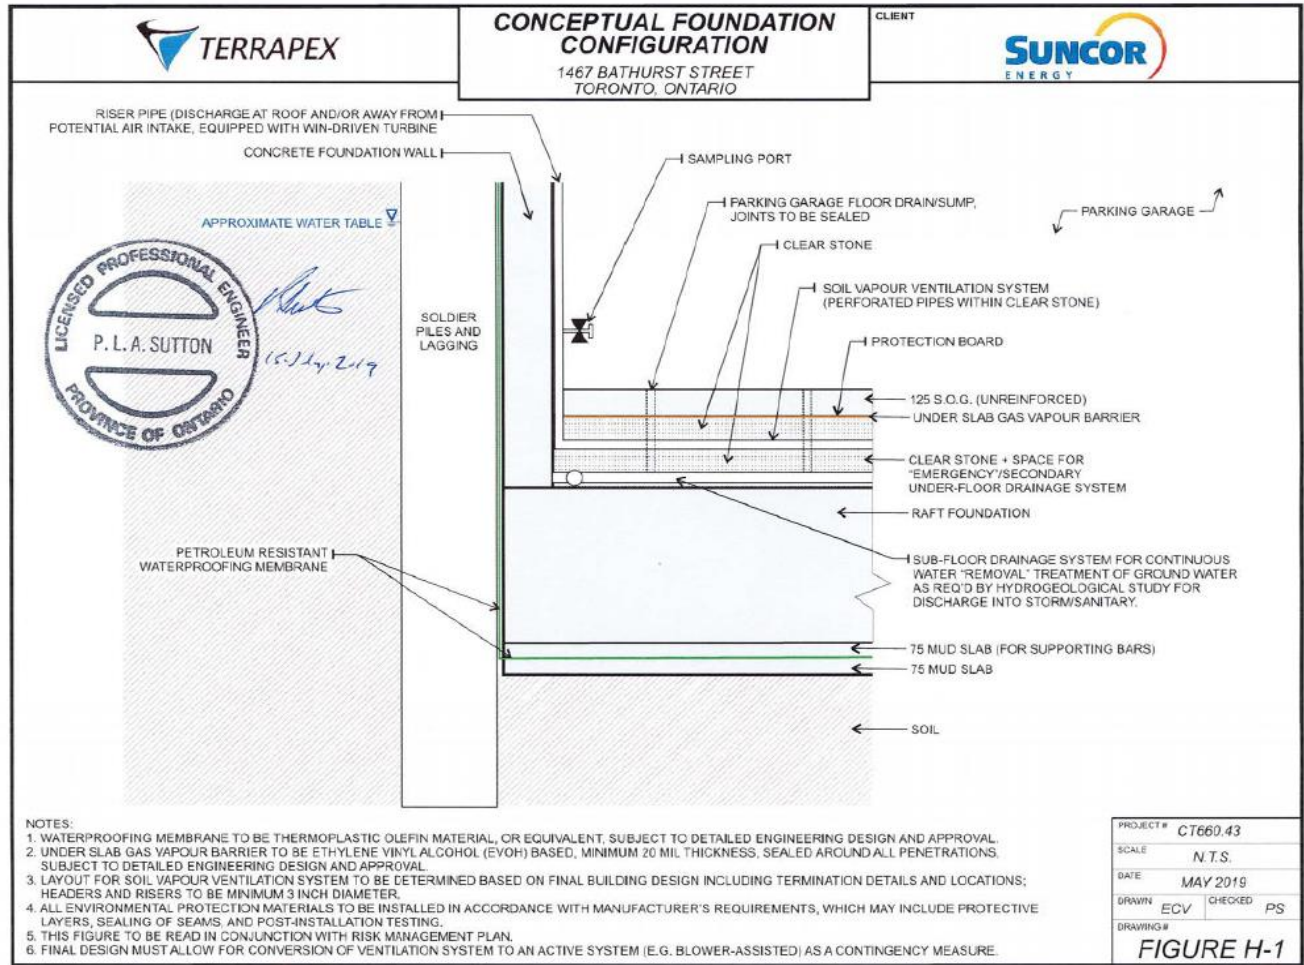 TERRAPEX
CONCEPTUAL FOUNDATION
CONFIGURATION
1467 BATHURST STREET
TORONTO, ONTARIO
CLIENT
SUNCOR
ENERGY
RISER PIPE (DISCHARGE AT ROOF AND/OR AWAY FROM
POTENTIAL AIR INTAKE, EQUIPPED WITH WIN-DRIVEN TURBINE
CONCRETE FOUNDATION WALL
SAMPLING PORT
PARKING GARAGE FLOOR DRAIN/SUMP,
JOINTS TO BE SEALED
PARKING GARAGE
APPROXIMATE WATER TABLE
CLEAR STONE
SOIL VAPOUR VENTILATION SYSTEM
(PERFORATED PIPES WITHIN CLEAR STONE)
LICENSED PROFESSIONAL ENGINEER
P. L. A. SUTTON
PROVINCE OF ONTARIO
SOLDIER
PILES AND
LAGGING
PROTECTION BOARD
125 S.O.G. (UNREINFORCED)
UNDER SLAB GAS VAPOUR BARRIER
CLEAR STONE + SPACE FOR
"EMERGENCY"/SECONDARY
UNDER-FLOOR DRAINAGE SYSTEM
RAFT FOUNDATION
PETROLEUM RESISTANT
WATERPROOFING MEMBRANE
SUB-FLOOR DRAINAGE SYSTEM FOR CONTINUOUS
WATER "REMOVAL" TREATMENT OF GROUND WATER
AS REQ'D BY HYDROGEOLOGICAL STUDY FOR
DISCHARGE INTO STORM/SANITARY.
75 MUD SLAB (FOR SUPPORTING BARS)
75 MUD SLAB
SOIL
NOTES:
1. WATERPROOFING MEMBRANE TO BE THERMOPLASTIC OLEFIN MATERIAL, OR EQUIVALENT, SUBJECT TO DETAILED ENGINEERING DESIGN AND APPROVAL.
2. UNDER SLAB GAS VAPOUR BARRIER TO BE ETHYLENE VINYL ALCOHOL (EVOH) BASED, MINIMUM 20 MIL THICKNESS, SEALED AROUND ALL PENETRATIONS,
SUBJECT TO DETAILED ENGINEERING DESIGN AND APPROVAL.
3. LAYOUT FOR SOIL VAPOUR VENTILATION SYSTEM TO BE DETERMINED BASED ON FINAL BUILDING DESIGN INCLUDING TERMINATION DETAILS AND LOCATIONS;
HEADERS AND RISERS TO BE MINIMUM 3 INCH DIAMETER.
4. ALL ENVIRONMENTAL PROTECTION MATERIALS TO BE INSTALLED IN ACCORDANCE WITH MANUFACTURER'S REQUIREMENTS, WHICH MAY INCLUDE PROTECTIVE
LAYERS, SEALING OF SEAMS, AND POST-INSTALLATION TESTING.
5. THIS FIGURE TO BE READ IN CONJUNCTION WITH RISK MANAGEMENT PLAN.
6. FINAL DESIGN MUST ALLOW FOR CONVERSION OF VENTILATION SYSTEM TO AN ACTIVE SYSTEM (E.G. BLOWER-ASSISTED) AS A CONTINGENCY MEASURE.
PROJECT # CT660.43
SCALE N.T.S.
DATE MAY 2019
DRAWN ECV CHECKED PS
DRAWING #
FIGURE H-1